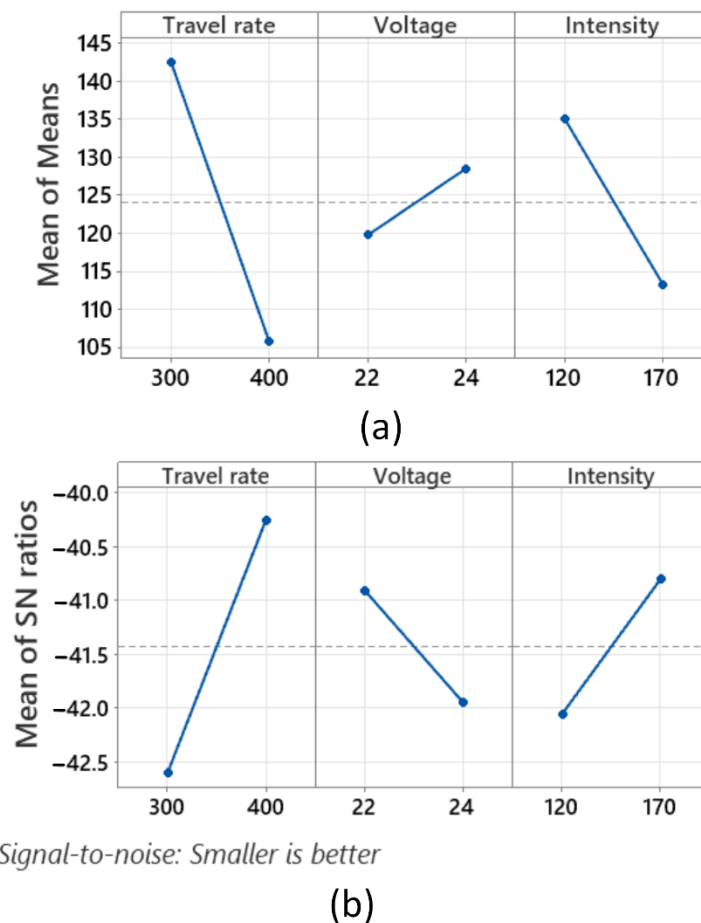 Travel rate Voltage Intensity
Mean of Means
145
140
135
130
125
120
115
110
105
300 400 22 24 120 170
(a)
Travel rate Voltage Intensity
Mean of SN ratios
−40.0
−40.5
−41.0
−41.5
−42.0
−42.5
300 400 22 24 120 170
Signal-to-noise: Smaller is better
(b)